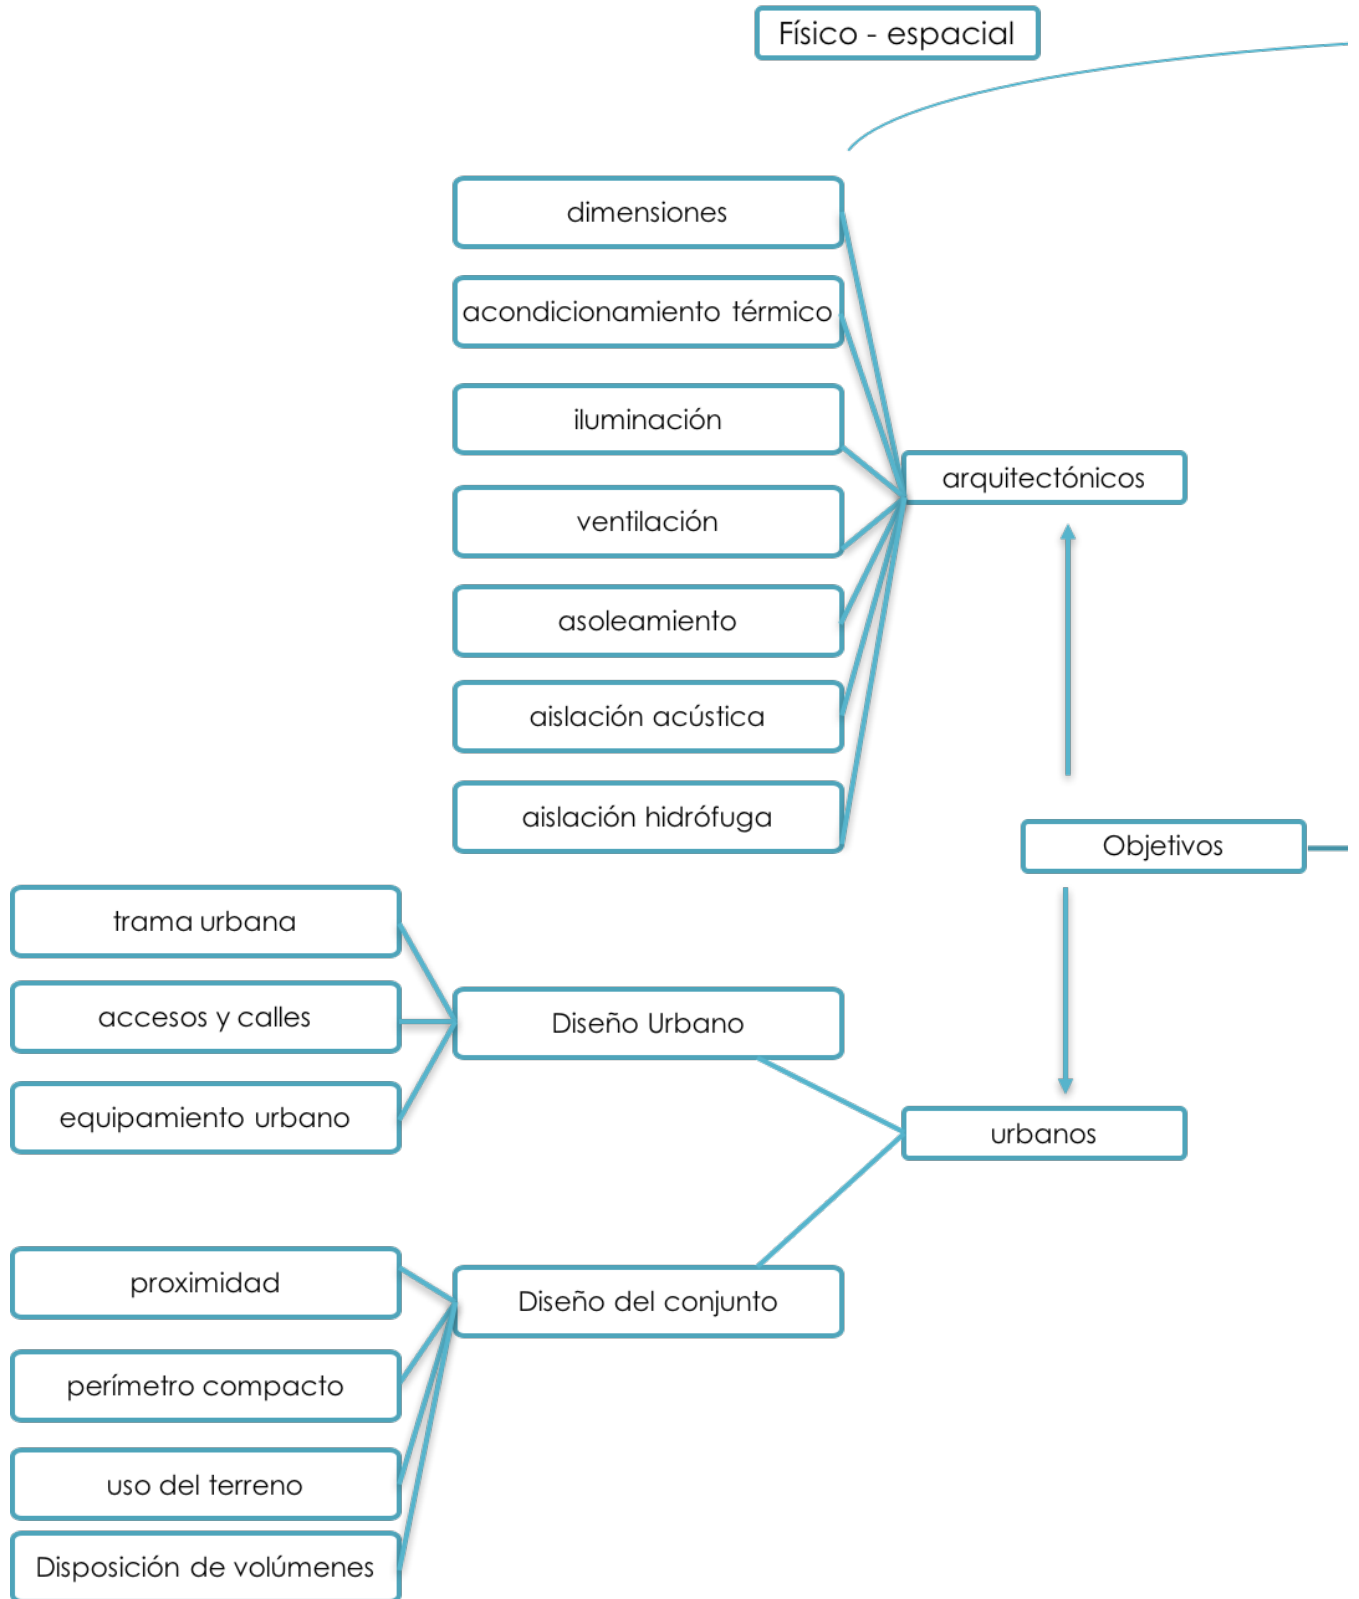 Físico - espacial
dimensiones
acondicionamiento térmico
iluminación
ventilación
asoleamiento
aislación acústica
aislación hidrófuga
arquitectónicos
Objetivos
trama urbana
accesos y calles
equipamiento urbano
Diseño Urbano
urbanos
proximidad
perímetro compacto
uso del terreno
Disposición de volúmenes
Diseño del conjunto